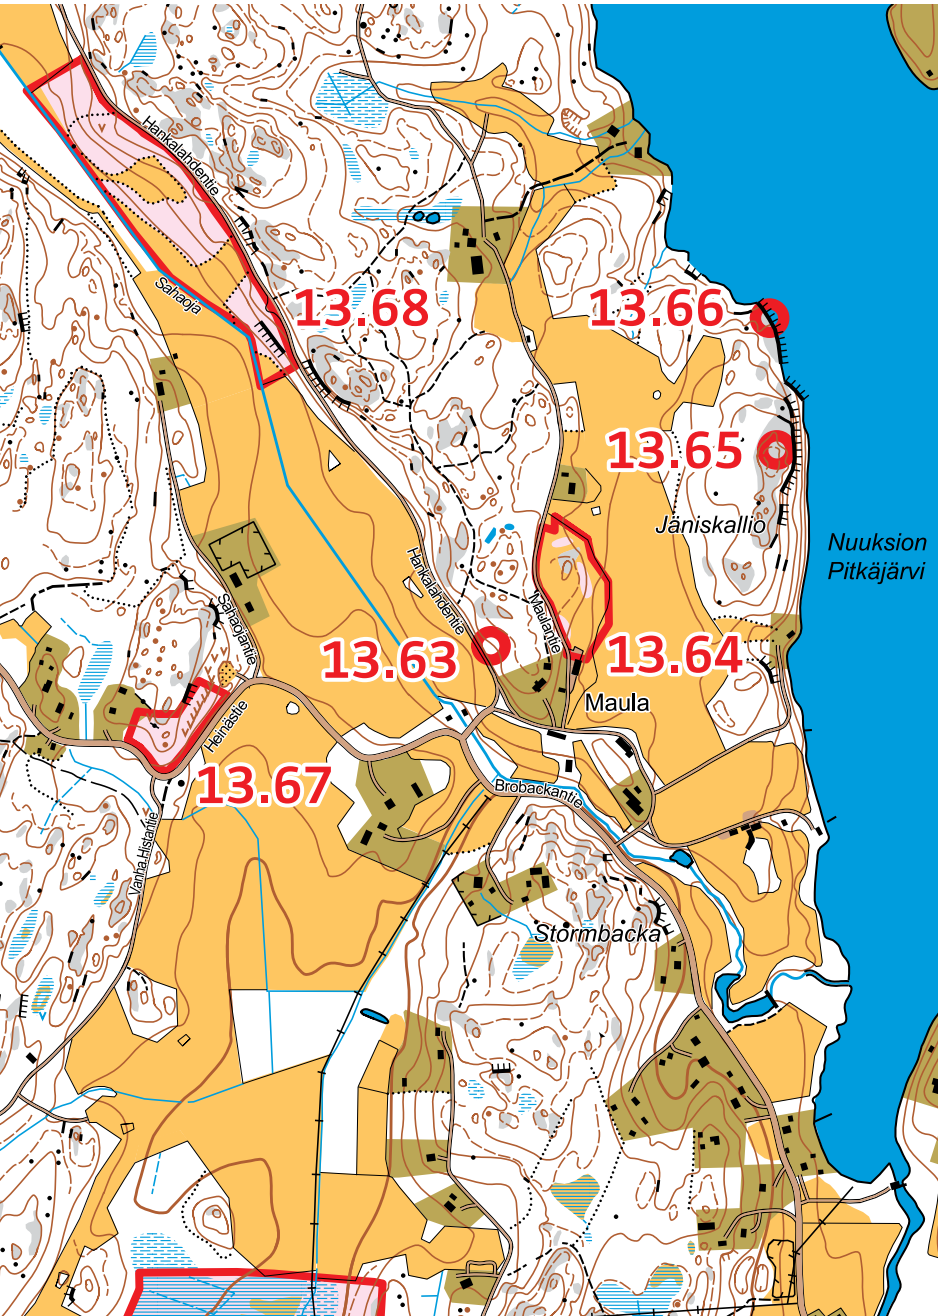 Hankalahdentie
Sahaoja
13.68
13.66
13.65
Jäniskallio
Nuuksion
Pitkäjärvi
Hankalahdentie
Maulantie
Sahaojantie
13.63
13.64
Maula
Heinästie
13.67
Brobackantie
Vanha.Histantie
Stormbacka